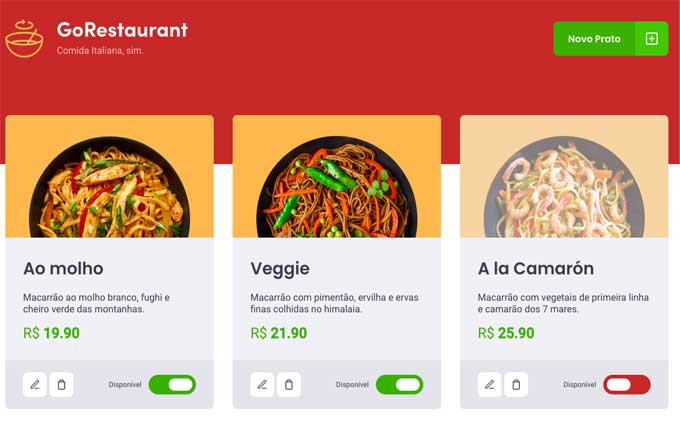 GoRestaurant
Comida Italiana, sim.
Novo Prato
Ao molho
Macarrão ao molho branco, fughi e
cheiro verde das montanhas.
R$ 19.90
Disponível
Veggie
Macarrão com pimentão, ervilha e ervas
finas colhidas no himalaia.
R$ 21.90
Disponível
A la Camarón
Macarrão com vegetais de primeira linha
e camarão dos 7 mares.
R$ 25.90
Disponível